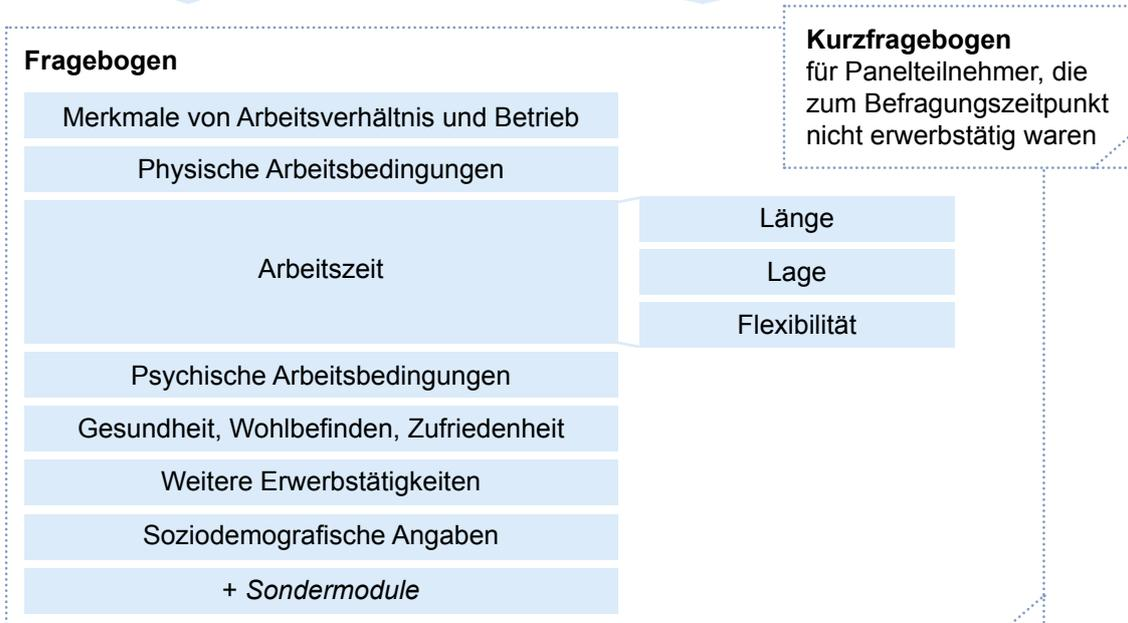 Fragebogen
Merkmale von Arbeitsverhältnis und Betrieb
Physische Arbeitsbedingungen
Arbeitszeit
Länge
Lage
Flexibilität
Psychische Arbeitsbedingungen
Gesundheit, Wohlbefinden, Zufriedenheit
Weitere Erwerbstätigkeiten
Soziodemografische Angaben
+ Sondermodule
Kurzfragebogen
für Panelteilnehmer, die
zum Befragungszeitpunkt
nicht erwerbstätig waren